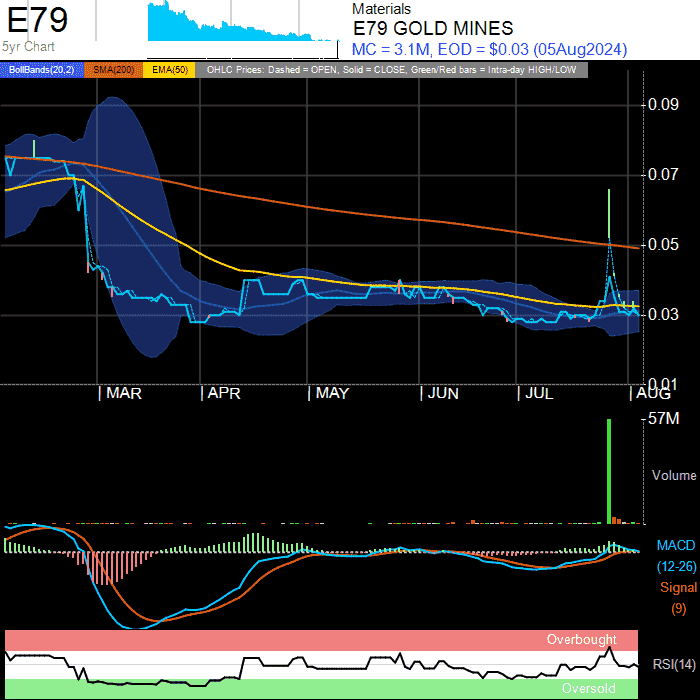 E79
5yr Chart
Materials
E79 GOLD MINES
MC = 3.1M, EOD = $0.03 (05Aug2024)
BollBands(20,2) SMA(200) EMA(50) OHLC Prices: Dashed = OPEN, Solid = CLOSE, Green/Red bars = Intra-day HIGH/LOW
0.09
0.07
0.05
0.03
0.01
MAR APR MAY JUN JUL AUG
57M
Volume
MACD
(12-26)
Signal
(9)
Overbought
RSI(14)
Oversold